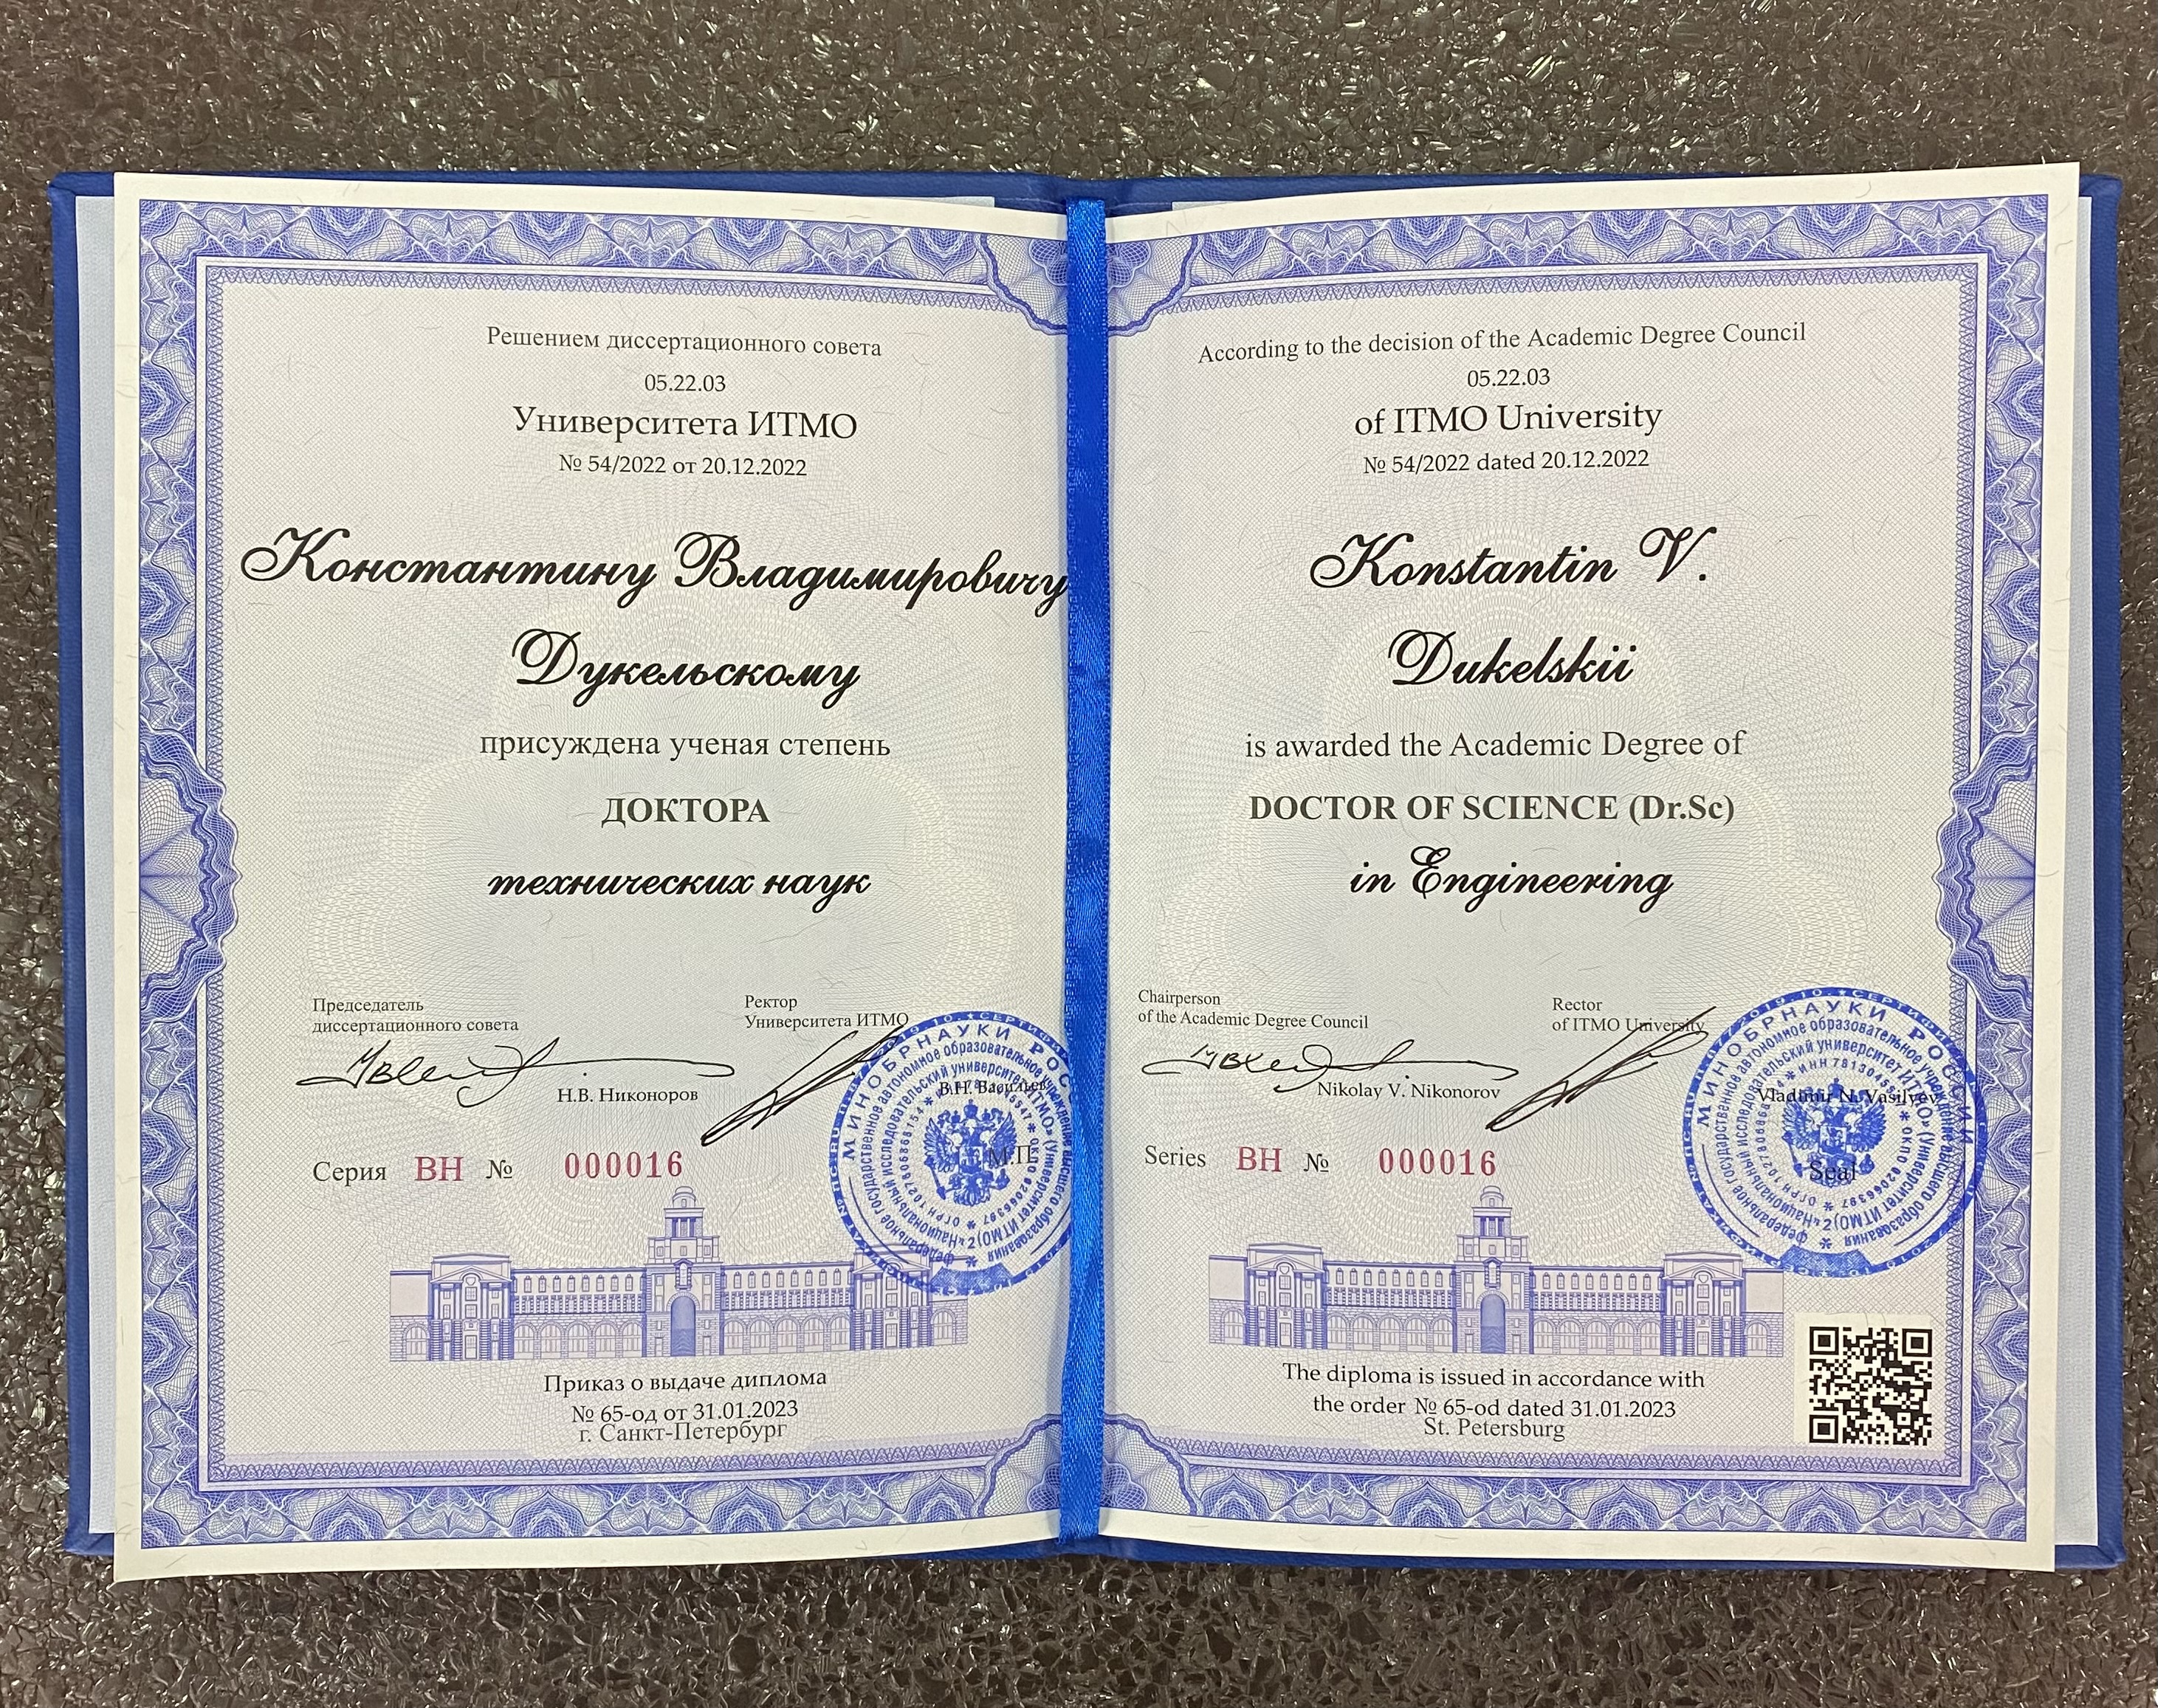 Решением диссертационного совета
05.22.03
Университета ИТМО
№ 54/2022 от 20.12.2022
Константину Владимировичу
Дукельскому
присуждена ученая степень
ДОКТОРА
технических наук
Председатель
диссертационного совета
Н.В. Никоноров
Ректор
Университета ИТМО
В.Н. Васильев
М.П.
Серия ВН № 000016
МИНОБРНАУКИ РОС
Приказ о выдаче диплома
№ 65-од от 31.01.2023
г. Санкт-Петербург
According to the decision of the Academic Degree Council
05.22.03
of ITMO University
№ 54/2022 dated 20.12.2022
Konstantin V.
Dukelskii
is awarded the Academic Degree of
DOCTOR OF SCIENCE (Dr.Sc)
in Engineering
Chairperson
of the Academic Degree Council
Nikolay V. Nikonorov
Rector
of ITMO University
Vladimir N. Vasilyev
Seal
Series ВН № 000016
МИНОБРНАУКИ РОССИИ
The diploma is issued in accordance with
the order № 65-od dated 31.01.2023
St. Petersburg